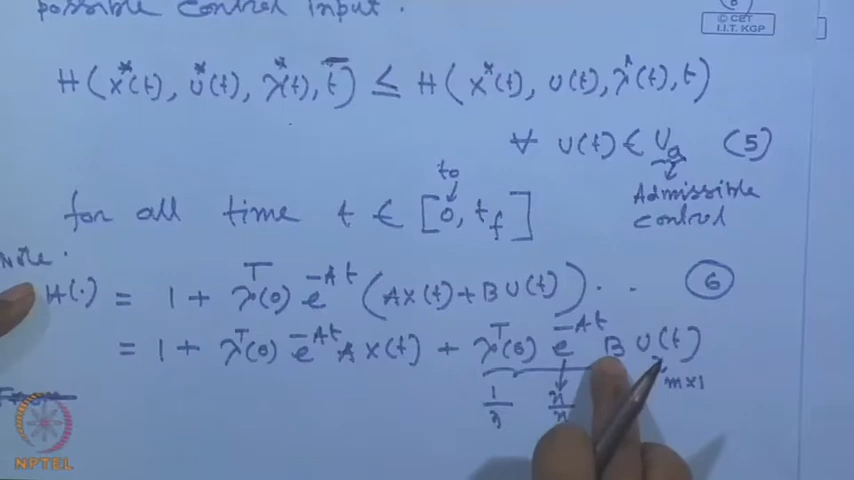 possible control input.
© CET
I.I.T. KGP
H(x*(t), u*(t), λ*(t), t) ≤ H(x*(t), u(t), λ*(t), t)
∀ u(t) ∈ Ua (5)
Admissible
control
t0
for all time t ∈ [0, tf]
Note.
H(·) = 1 + λᵀ(0) e^{-At} (Ax(t) + Bu(t)) ... (6)
= 1 + λᵀ(0) e^{-At} A x(t) + λᵀ(0) e^{-At} B u(t)
m×1
NPTEL